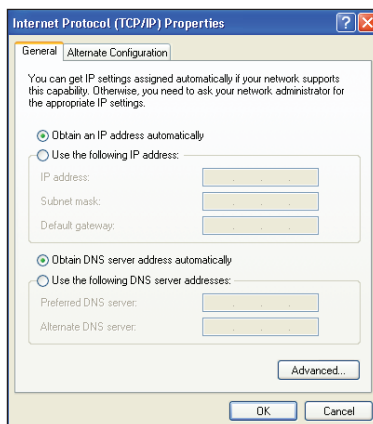 Internet Protocol (TCP/IP) Properties
General
Alternate Configuration
You can get IP settings assigned automatically if your network supports
this capability. Otherwise, you need to ask your network administrator for
the appropriate IP settings.
Obtain an IP address automatically
Use the following IP address:
IP address:
Subnet mask:
Default gateway:
Obtain DNS server address automatically
Use the following DNS server addresses:
Preferred DNS server:
Alternate DNS server:
Advanced...
OK
Cancel